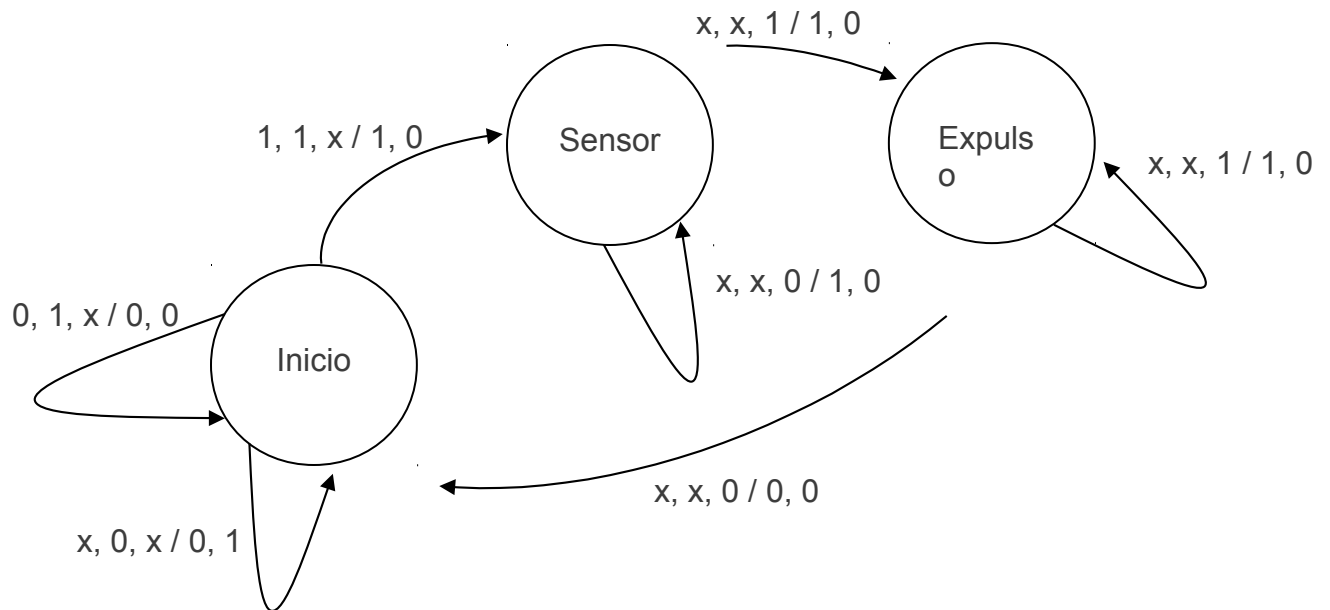 x, x, 1 / 1, 0
1, 1, x / 1, 0
Sensor
Expuls
o
x, x, 1 / 1, 0
x, x, 0 / 1, 0
0, 1, x / 0, 0
Inicio
x, x, 0 / 0, 0
x, 0, x / 0, 1